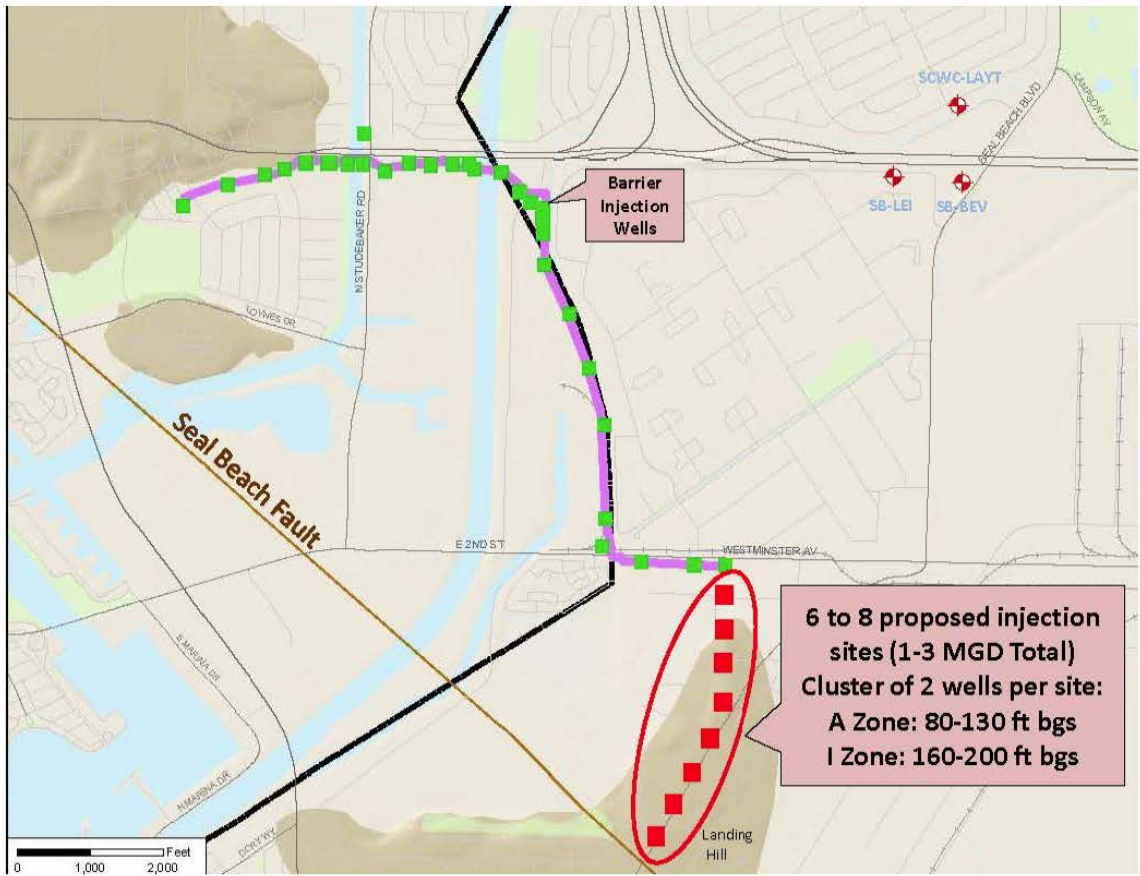 SCWC-LAYT
LAMPSON AV
SEAL BEACH BLVD
Barrier
Injection
Wells
SB-LEI
SB-BEV
N STUDEBAKER RD
LOYNES DR
Seal Beach Fault
E 2ND ST
WESTMINSTER AV
6 to 8 proposed injection
sites (1-3 MGD Total)
Cluster of 2 wells per site:
A Zone: 80-130 ft bgs
I Zone: 160-200 ft bgs
N MARINA DR
Landing
Hill
Feet
0 1,000 2,000